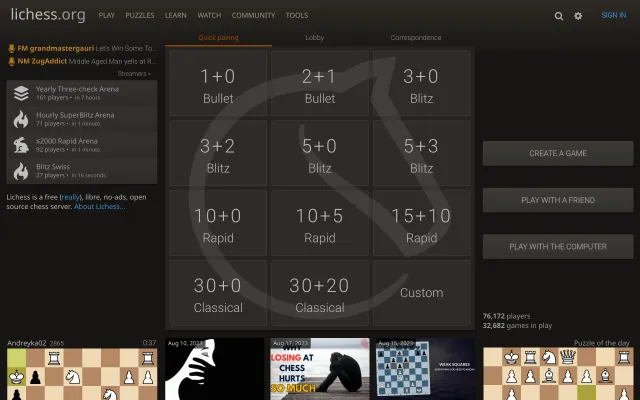 lichess.org PLAY PUZZLES LEARN WATCH COMMUNITY TOOLS SIGN IN
FM grandmastergauri Let's Win Some To...
NM ZugAddict Middle Aged Man yells at R...
Streamers »
Yearly Three-check Arena
161 players • in 7 hours
Hourly SuperBlitz Arena
71 players • in 1 minute
≤2000 Rapid Arena
92 players • in 1 minute
Blitz Swiss
27 players • in 16 seconds
Lichess is a free (really), libre, no-ads, open
source chess server. About Lichess...
Quick pairing Lobby Correspondence
1+0 2+1 3+0
Bullet Bullet Blitz
3+2 5+0 5+3
Blitz Blitz Blitz
10+0 10+5 15+10
Rapid Rapid Rapid
30+0 30+20 Custom
Classical Classical
CREATE A GAME
PLAY WITH A FRIEND
PLAY WITH THE COMPUTER
76,172 players
32,682 games in play
Andreyka02 2865 0:37
Aug 10, 2023
Aug 17, 2023
WHY
LOSING AT
CHESS
HURTS
SO MUCH
Aug 15, 2023
WEAK SQUARES
Puzzle of the day